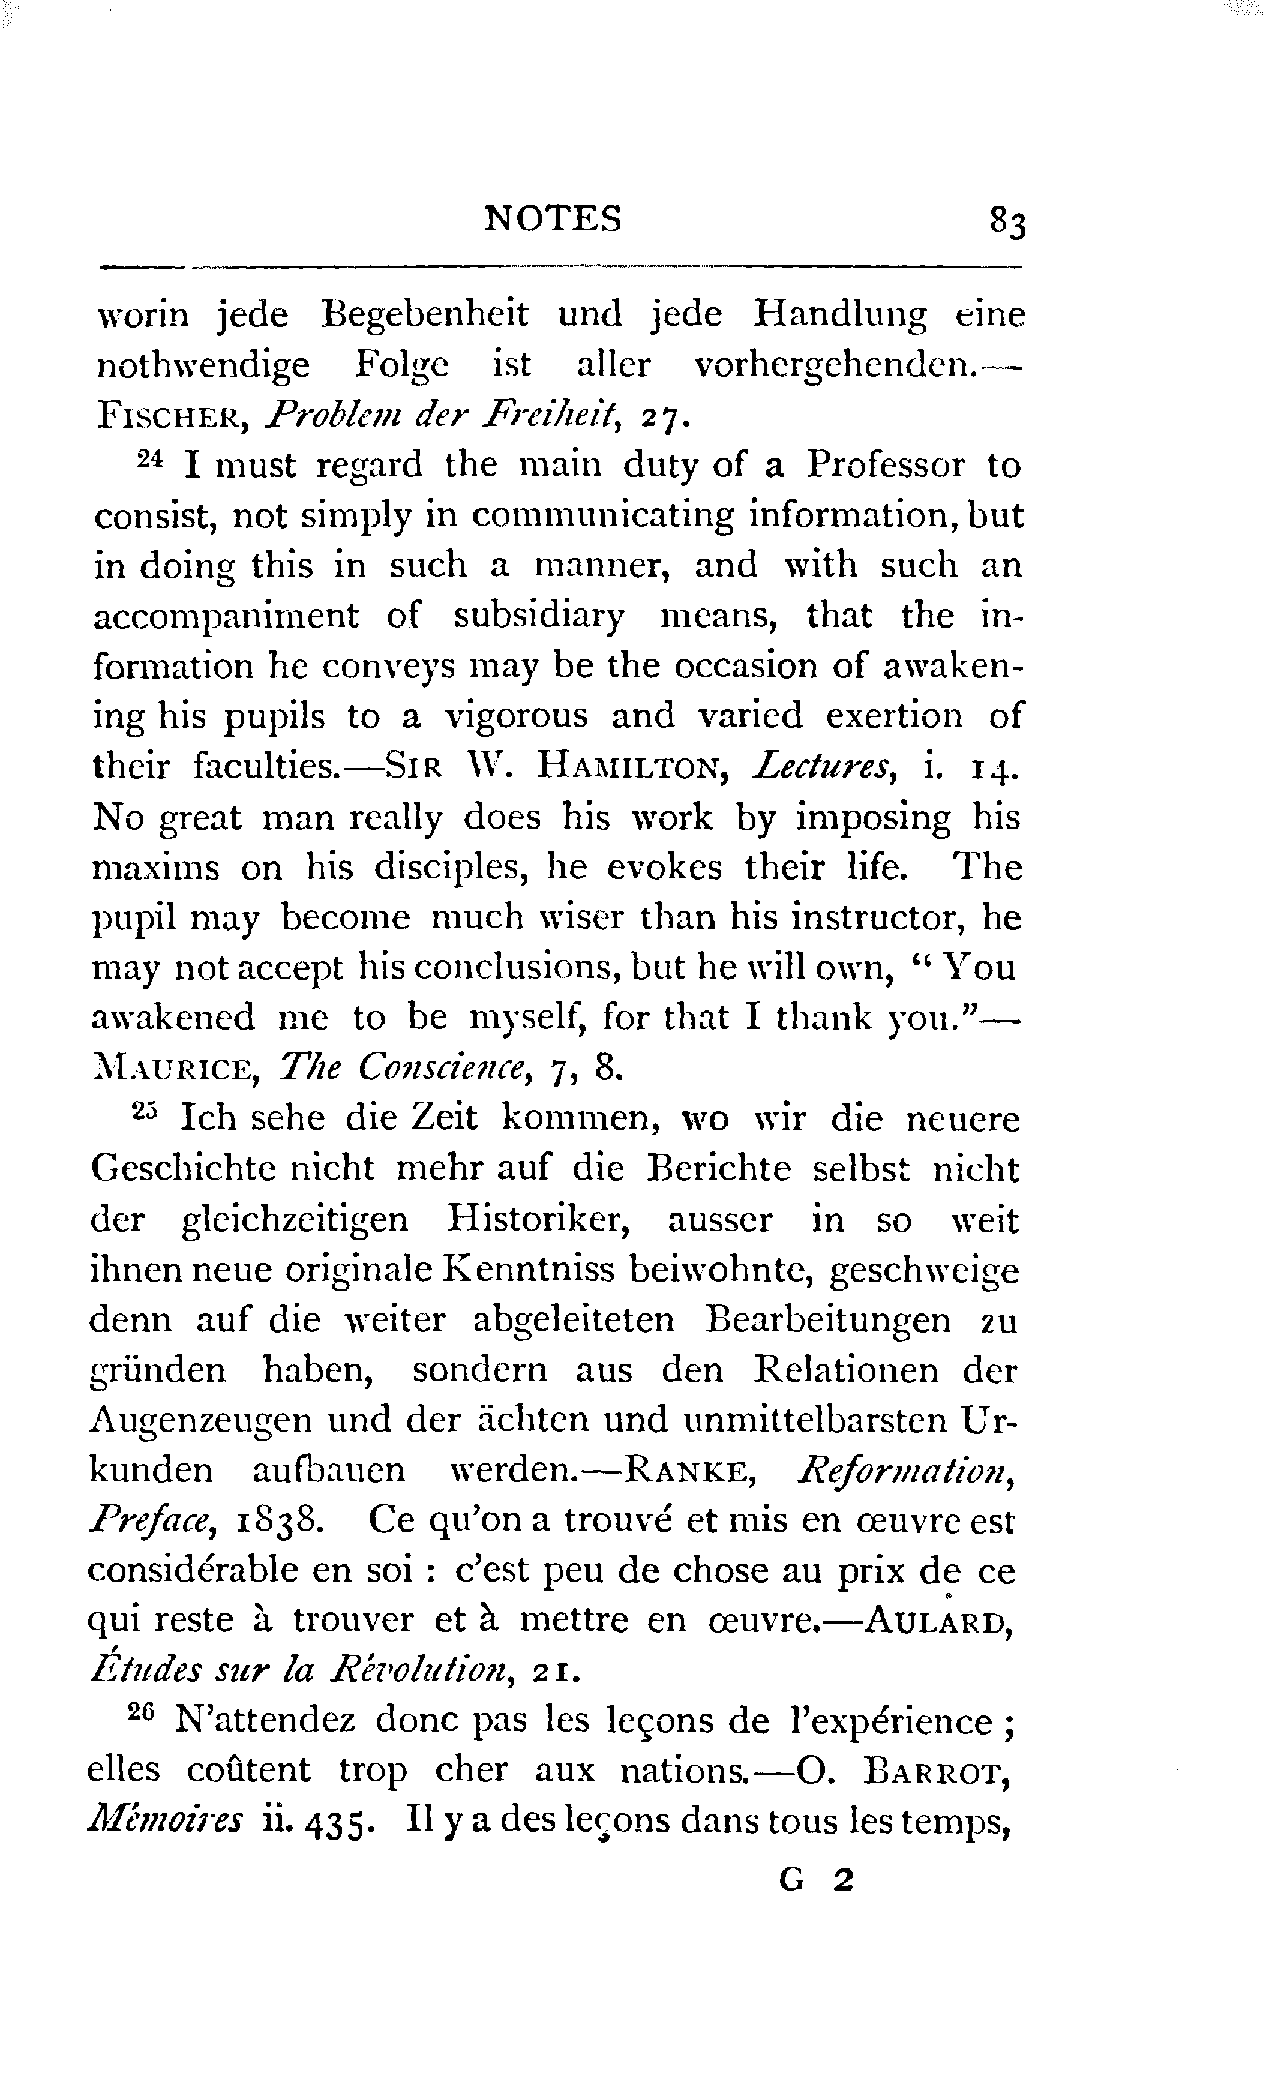 NOTES 83
worin jede Begebenheit und jede Handlung eine
nothwendige Folge ist aller vorhergehenden.—
FISCHER, Problem der Freiheit, 27.
24 I must regard the main duty of a Professor to
consist, not simply in communicating information, but
in doing this in such a manner, and with such an
accompaniment of subsidiary means, that the in-
formation he conveys may be the occasion of awaken-
ing his pupils to a vigorous and varied exertion of
their faculties.—SIR W. HAMILTON, Lectures, i. 14.
No great man really does his work by imposing his
maxims on his disciples, he evokes their life. The
pupil may become much wiser than his instructor, he
may not accept his conclusions, but he will own, “ You
awakened me to be myself, for that I thank you.”—
MAURICE, The Conscience, 7, 8.
25 Ich sehe die Zeit kommen, wo wir die neuere
Geschichte nicht mehr auf die Berichte selbst nicht
der gleichzeitigen Historiker, ausser in so weit
ihnen neue originale Kenntniss beiwohnte, geschweige
denn auf die weiter abgeleiteten Bearbeitungen zu
gründen haben, sondern aus den Relationen der
Augenzeugen und der ächten und unmittelbarsten Ur-
kunden aufbauen werden.—RANKE, Reformation,
Preface, 1838. Ce qu’on a trouvé et mis en œuvre est
considérable en soi : c’est peu de chose au prix de ce
qui reste à trouver et à mettre en œuvre.—AULARD,
Études sur la Révolution, 21.
26 N’attendez donc pas les leçons de l’expérience ;
elles coûtent trop cher aux nations.—O. BARROT,
Mémoires ii. 435. Il y a des leçons dans tous les temps,
G 2